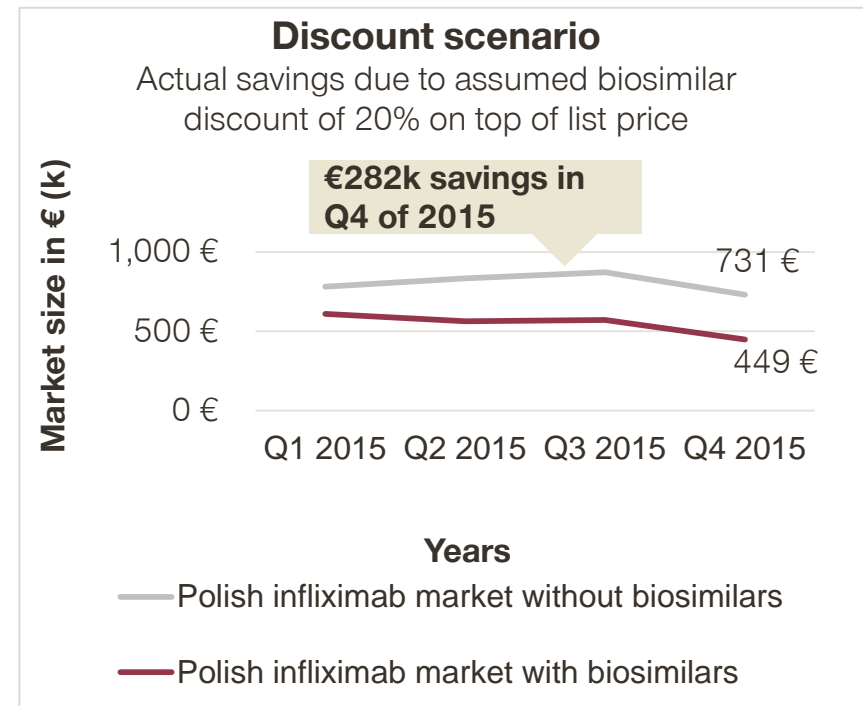 Discount scenario
Actual savings due to assumed biosimilar
discount of 20% on top of list price
€282k savings in
Q4 of 2015
Market size in € (k)
1,000 €
500 €
0 €
731 €
449 €
Q1 2015 Q2 2015 Q3 2015 Q4 2015
Years
Polish infliximab market without biosimilars
Polish infliximab market with biosimilars